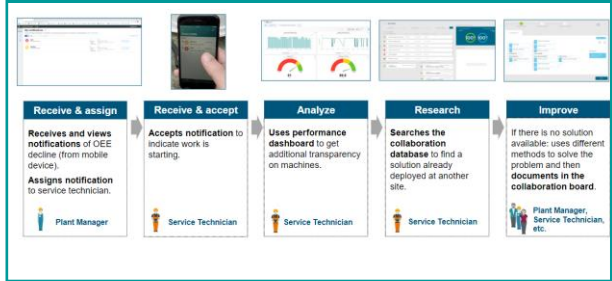 Receive & assign
Receives and views
notifications of OEE
decline (from mobile
device).
Assigns notification
to service technician.
Plant Manager
Receive & accept
Accepts notification to
indicate work is
starting.
Service Technician
Analyze
Uses performance
dashboard to get
additional transparency
on machines.
Service Technician
Research
Searches the
collaboration
database to find a
solution already
deployed at another
site.
Service Technician
Improve
If there is no solution
available: uses different
methods to solve the
problem and then
documents in the
collaboration board.
Plant Manager,
Service Technician,
etc.